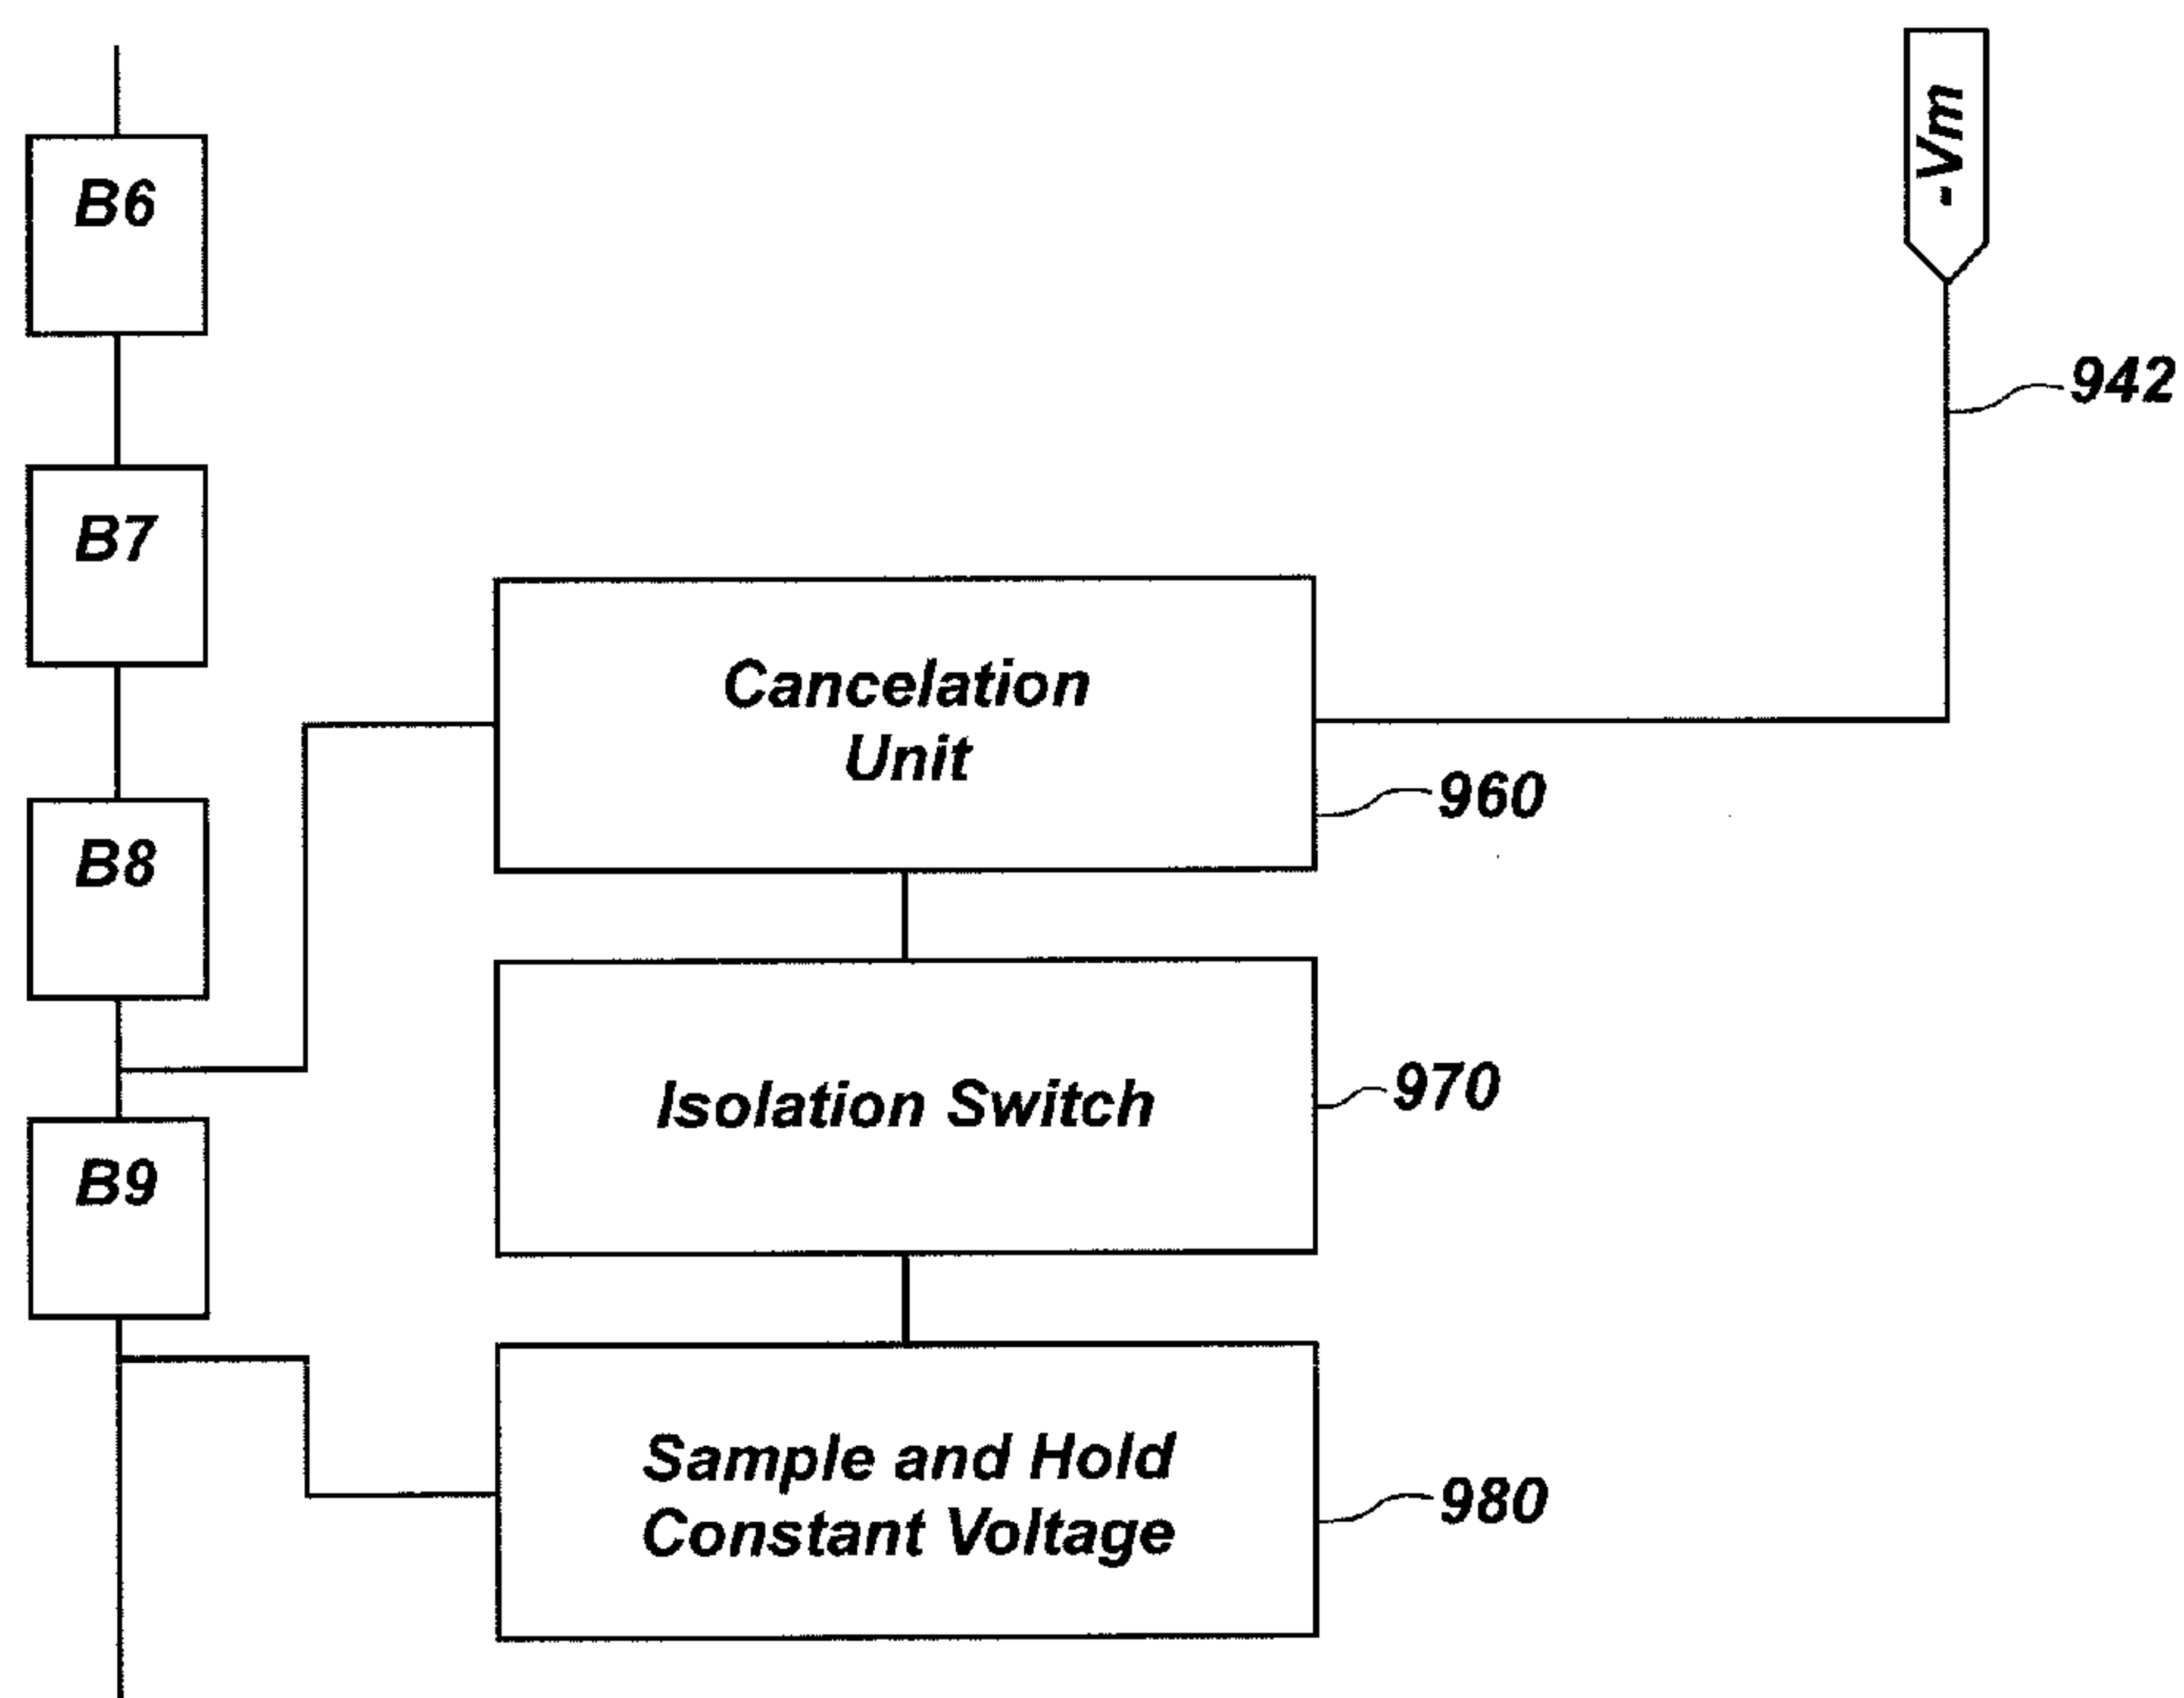 B6
-Vm
942
B7
Cancelation
Unit
960
B8
Isolation Switch
970
B9
Sample and Hold
Constant Voltage
980